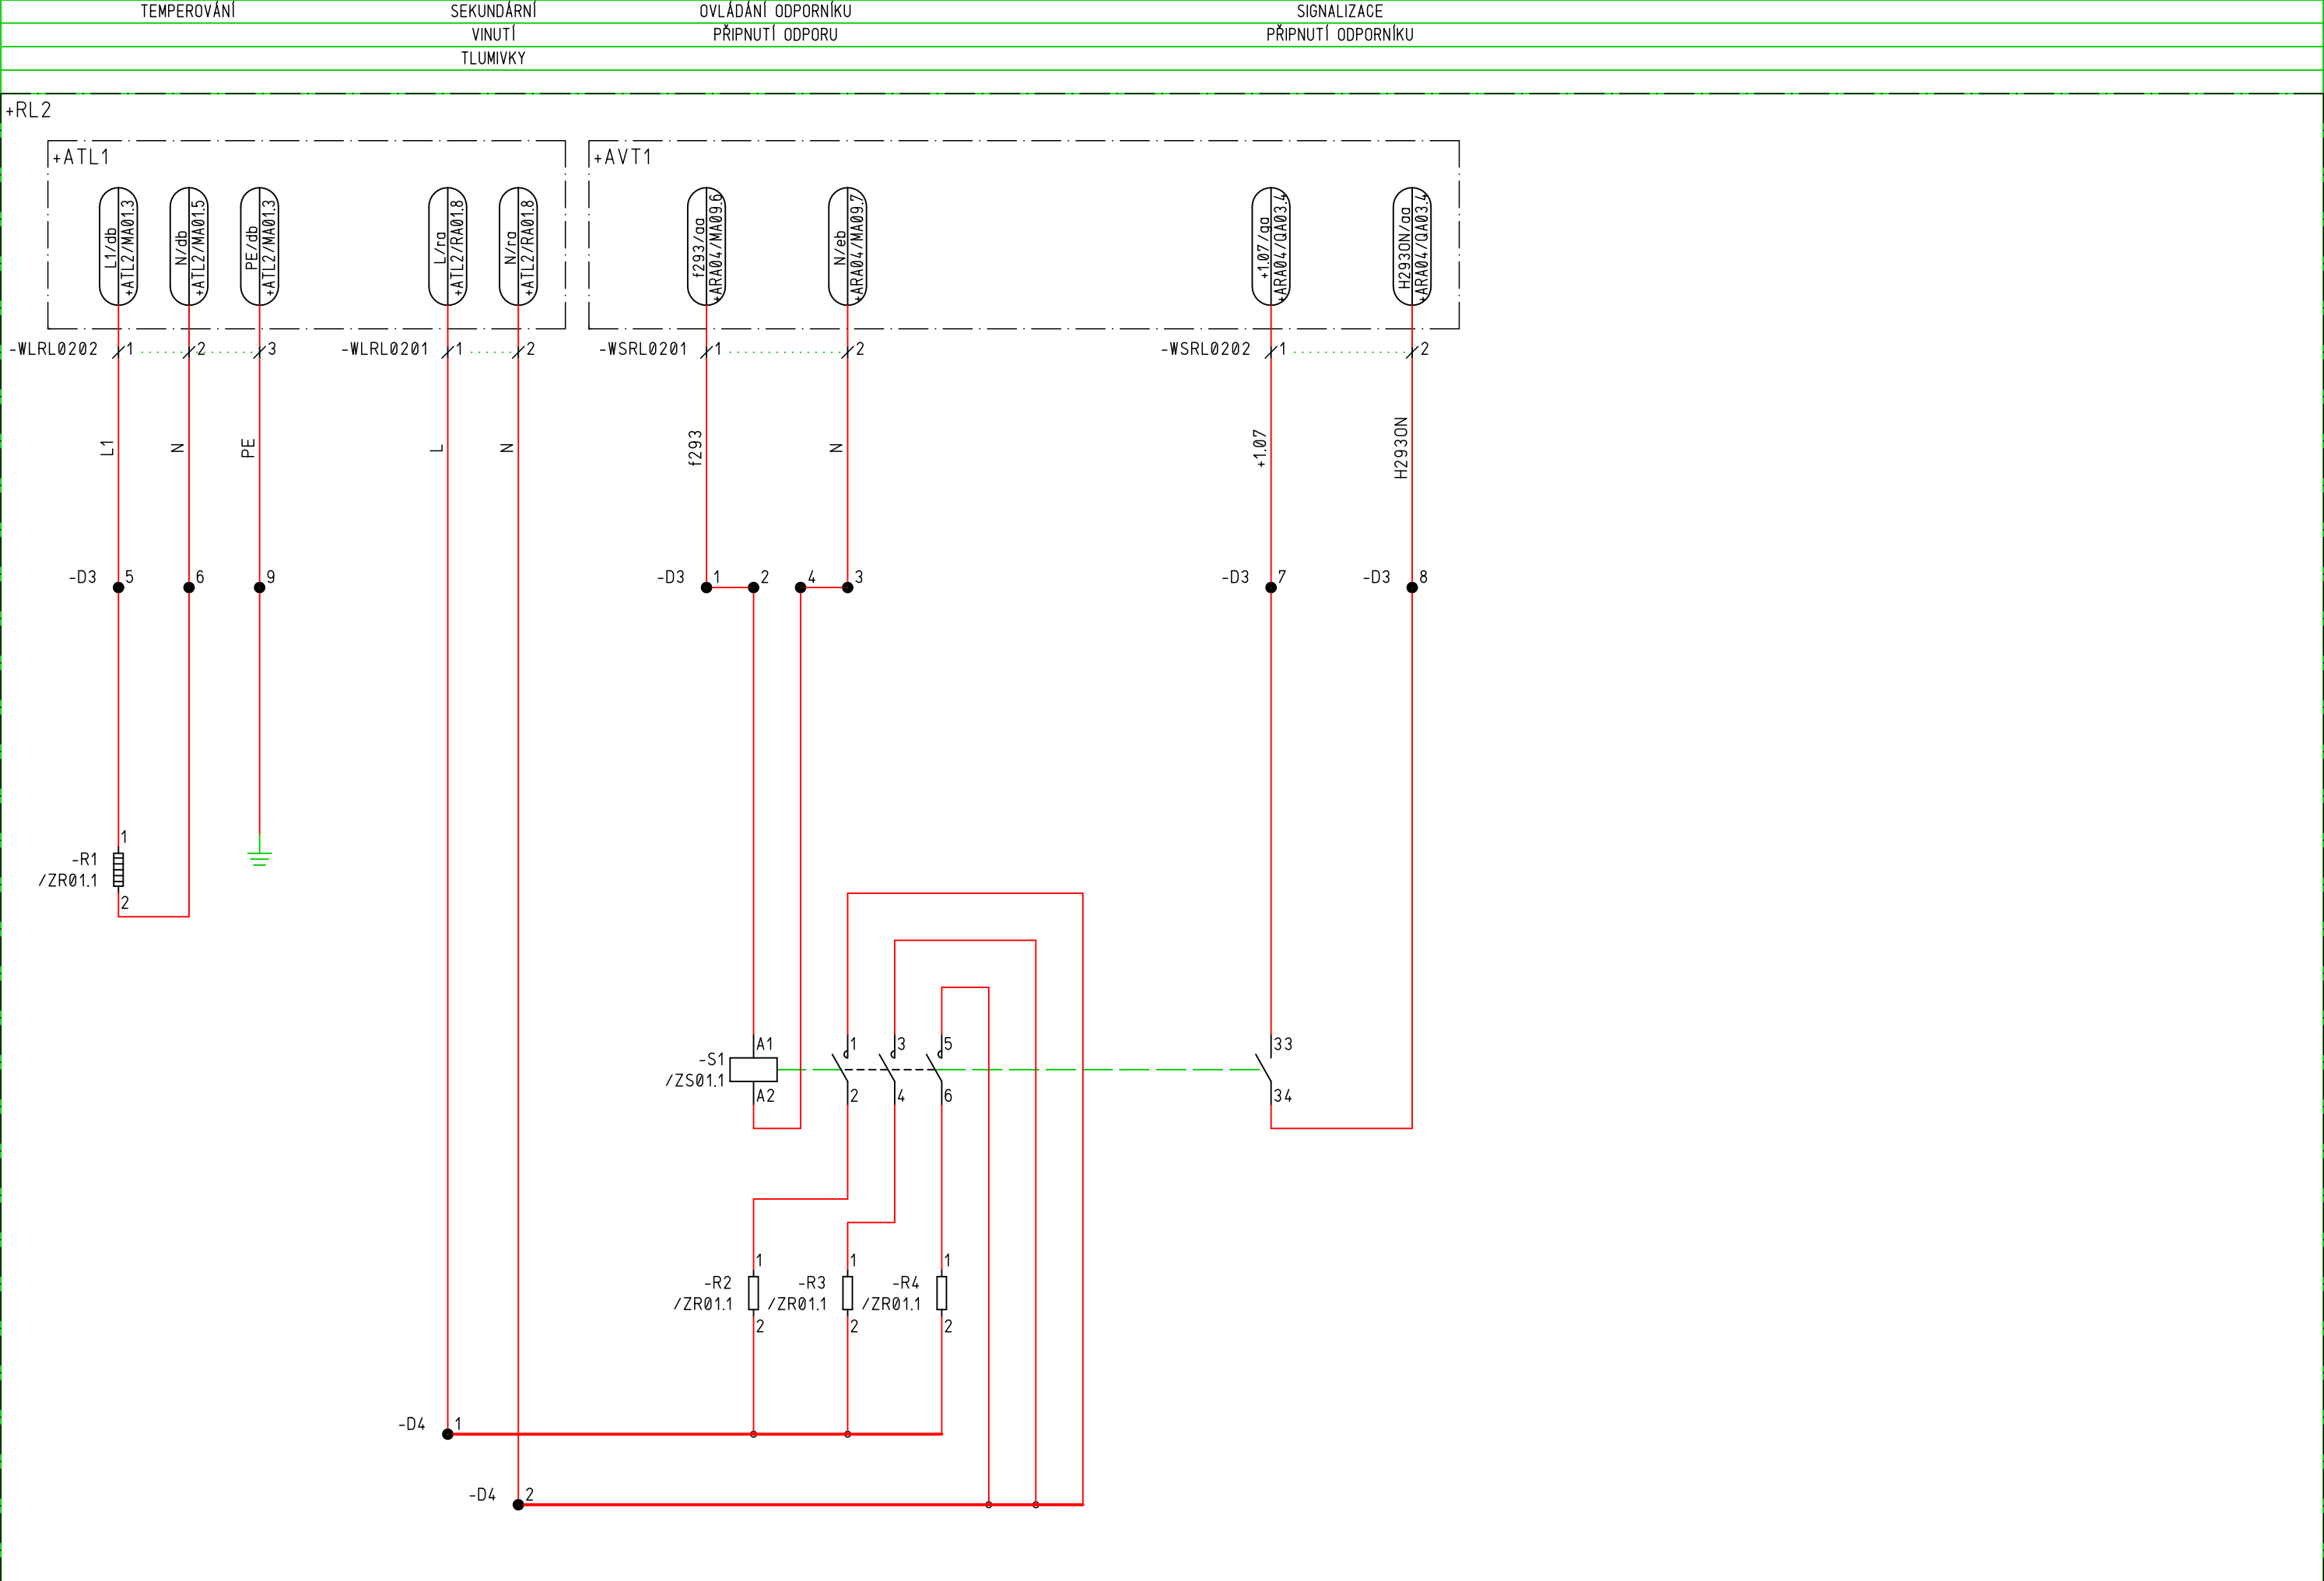 TEMPEROVÁNÍ SEKUNDÁRNÍ OVLÁDÁNÍ ODPORNÍKU SIGNALIZACE
VINUTÍ PŘIPNUTÍ ODPORU PŘIPNUTÍ ODPORNÍKU
TLUMIVKY
+RL2
+ATL1 +AVT1
L1/db +ATL2/MA01.3
N/db +ATL2/MA01.5
PE/db +ATL2/MA01.3
L/ra +ATL2/RA01.8
N/ra +ATL2/RA01.8
f293/aa +ARA04/MA09.6
N/eb +ARA04/MA09.7
+1.07/ga +ARA04/QA03.4
H293ON/aa +ARA04/QA03.4
-WLRL0202 1 2 3 -WLRL0201 1 2 -WSRL0201 1 2 -WSRL0202 1 2
L1 N PE L N f293 N +1.07 H293ON
-D3 5 6 9 -D3 1 2 4 3 -D3 7 -D3 8
1
-R1
/ZR01.1
2
A1 1 3 5 33
-S1
/ZS01.1
A2 2 4 6 34
1 1 1
-R2 -R3 -R4
/ZR01.1 /ZR01.1 /ZR01.1
2 2 2
-D4 1
-D4 2